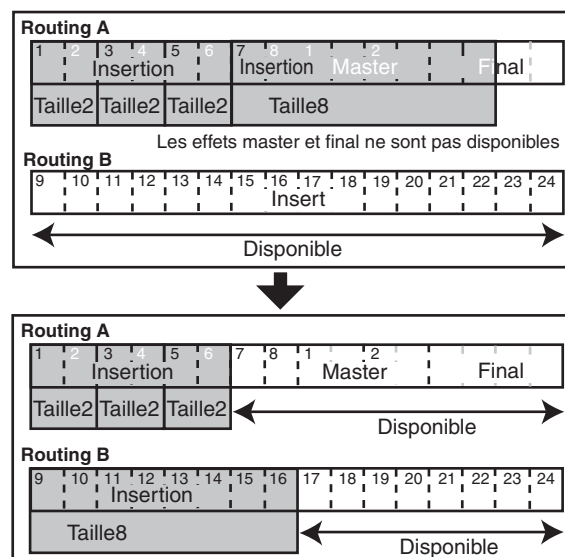 Routing A
1 2 3 4 5 6 7 8 1 2
Insertion Insertion Master Final
Taille2 Taille2 Taille2 Taille8
Les effets master et final ne sont pas disponibles
Routing B
9 10 11 12 13 14 15 16 17 18 19 20 21 22 23 24
Insert
Disponible
Routing A
1 2 3 4 5 6 7 8 1 2
Insertion Master Final
Taille2 Taille2 Taille2
Disponible
Routing B
9 10 11 12 13 14 15 16 17 18 19 20 21 22 23 24
Insertion
Taille8
Disponible